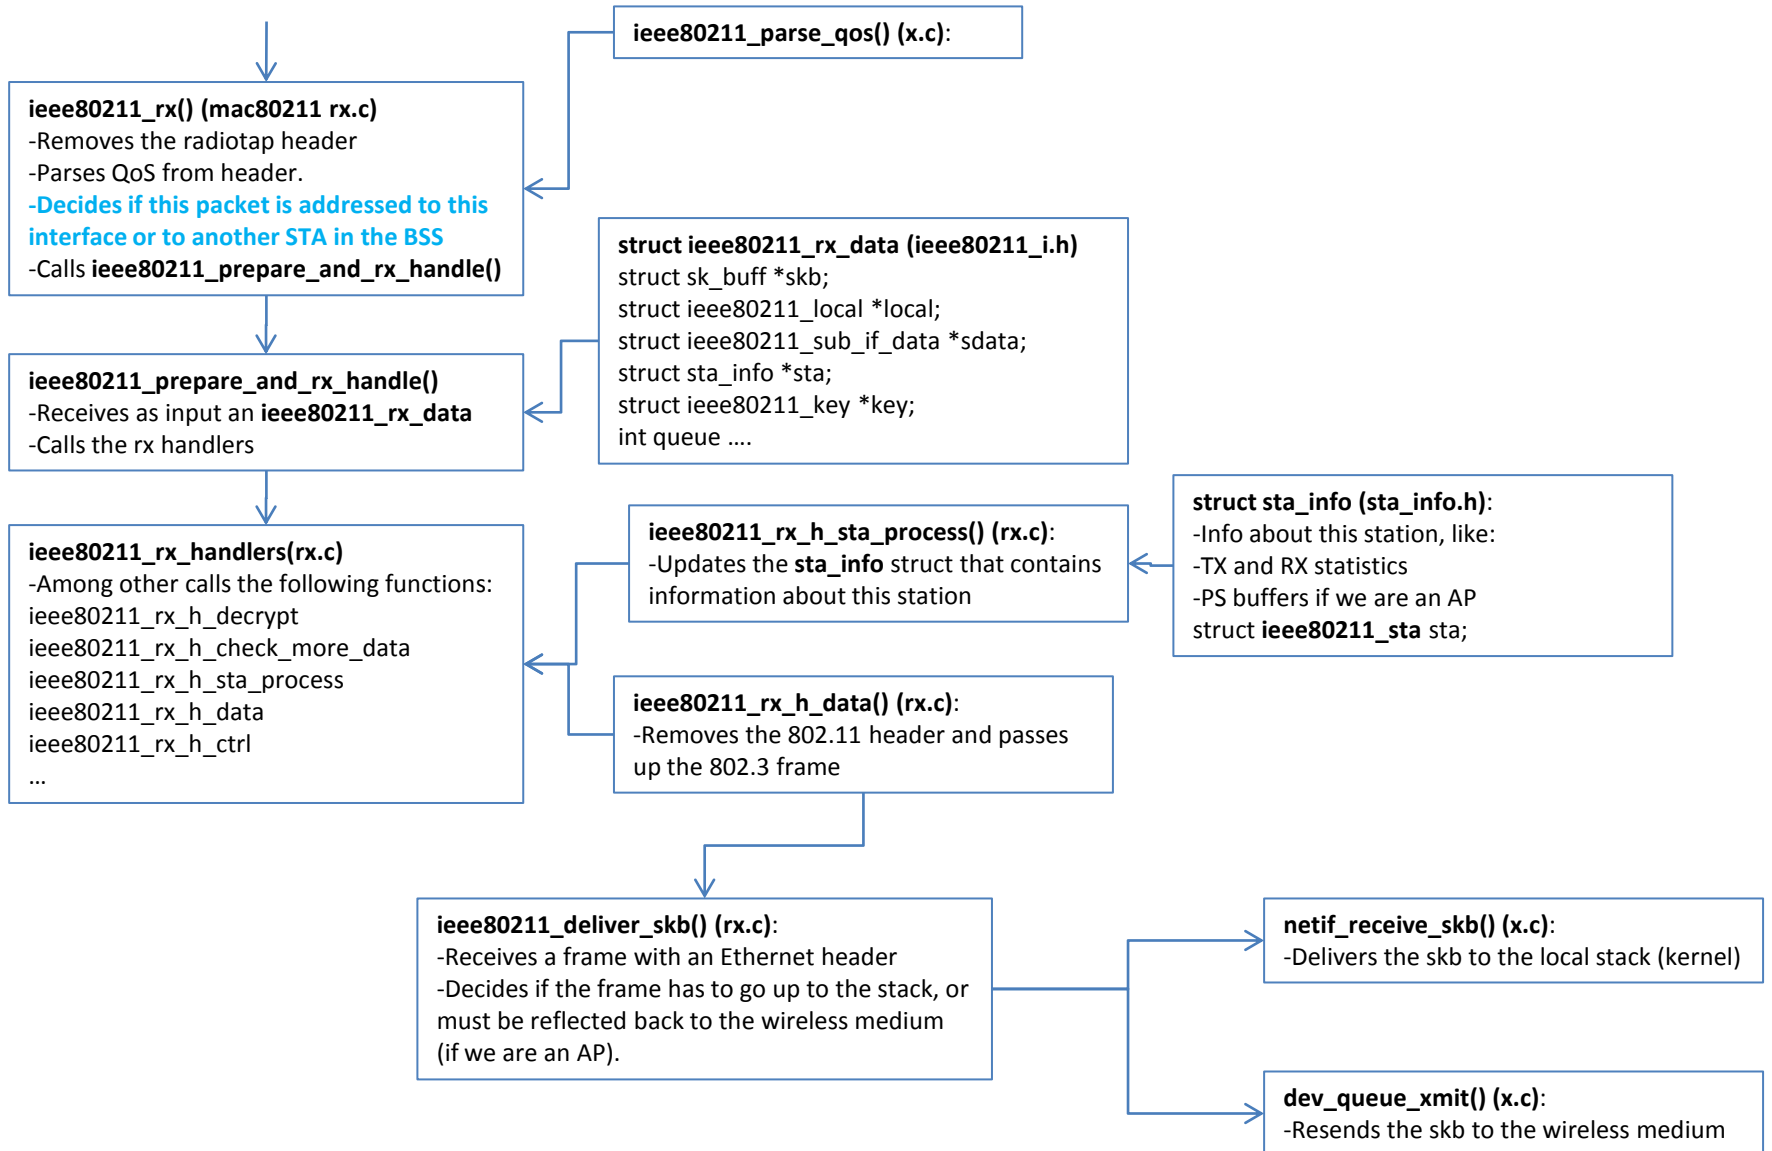 ieee80211_parse_qos() (x.c):
ieee80211_rx() (mac80211 rx.c)
-Removes the radiotap header
-Parses QoS from header.
-Decides if this packet is addressed to this
interface or to another STA in the BSS
-Calls ieee80211_prepare_and_rx_handle()
struct ieee80211_rx_data (ieee80211_i.h)
struct sk_buff *skb;
struct ieee80211_local *local;
struct ieee80211_sub_if_data *sdata;
struct sta_info *sta;
struct ieee80211_key *key;
int queue ....
ieee80211_prepare_and_rx_handle()
-Receives as input an ieee80211_rx_data
-Calls the rx handlers
ieee80211_rx_handlers(rx.c)
-Among other calls the following functions:
ieee80211_rx_h_decrypt
ieee80211_rx_h_check_more_data
ieee80211_rx_h_sta_process
ieee80211_rx_h_data
ieee80211_rx_h_ctrl
...
ieee80211_rx_h_sta_process() (rx.c):
-Updates the sta_info struct that contains
information about this station
struct sta_info (sta_info.h):
-Info about this station, like:
-TX and RX statistics
-PS buffers if we are an AP
struct ieee80211_sta sta;
ieee80211_rx_h_data() (rx.c):
-Removes the 802.11 header and passes
up the 802.3 frame
ieee80211_deliver_skb() (rx.c):
-Receives a frame with an Ethernet header
-Decides if the frame has to go up to the stack, or
must be reflected back to the wireless medium
(if we are an AP).
netif_receive_skb() (x.c):
-Delivers the skb to the local stack (kernel)
dev_queue_xmit() (x.c):
-Resends the skb to the wireless medium